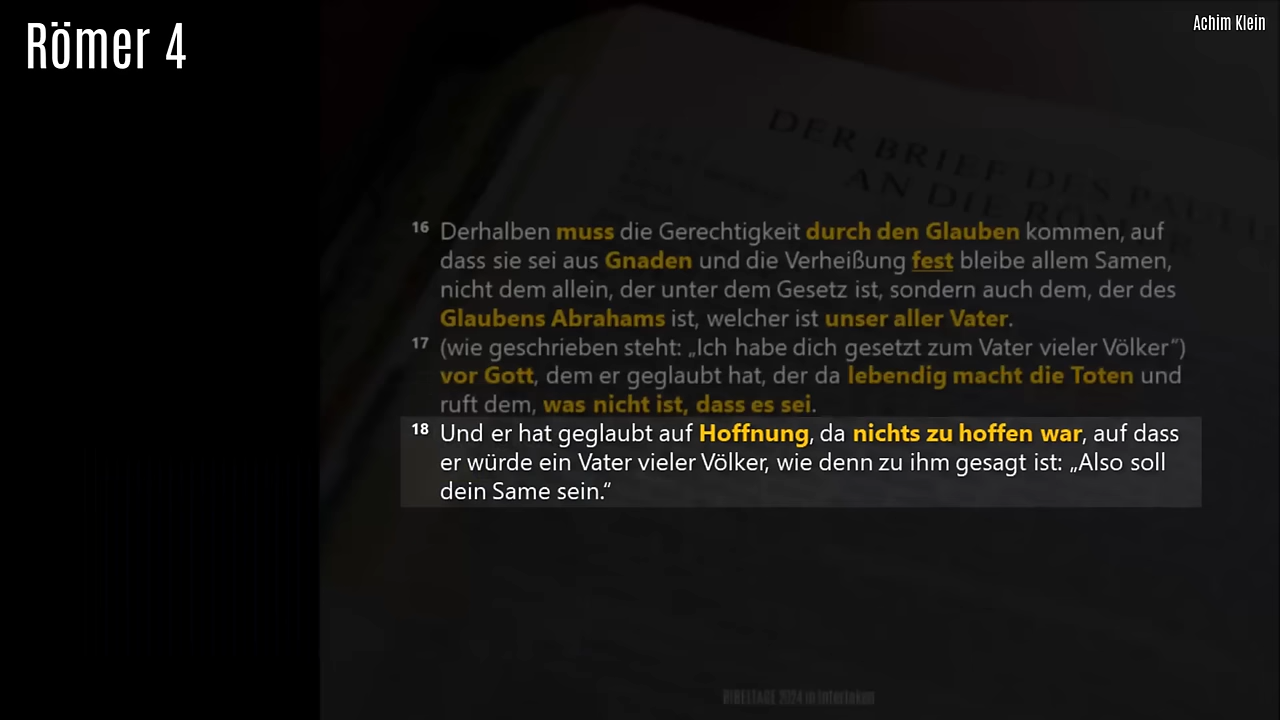 Römer 4
Achim Klein
DER BRIEF DES PAULUS
AN DIE RÖMER
16 Derhalben muss die Gerechtigkeit durch den Glauben kommen, auf
dass sie sei aus Gnaden und die Verheißung fest bleibe allem Samen,
nicht dem allein, der unter dem Gesetz ist, sondern auch dem, der des
Glaubens Abrahams ist, welcher ist unser aller Vater.
17 (wie geschrieben steht: „Ich habe dich gesetzt zum Vater vieler Völker“)
vor Gott, dem er geglaubt hat, der da lebendig macht die Toten und
ruft dem, was nicht ist, dass es sei.
18 Und er hat geglaubt auf Hoffnung, da nichts zu hoffen war, auf dass
er würde ein Vater vieler Völker, wie denn zu ihm gesagt ist: „Also soll
dein Same sein.“
BIBELTAGE 2024 in Interlaken